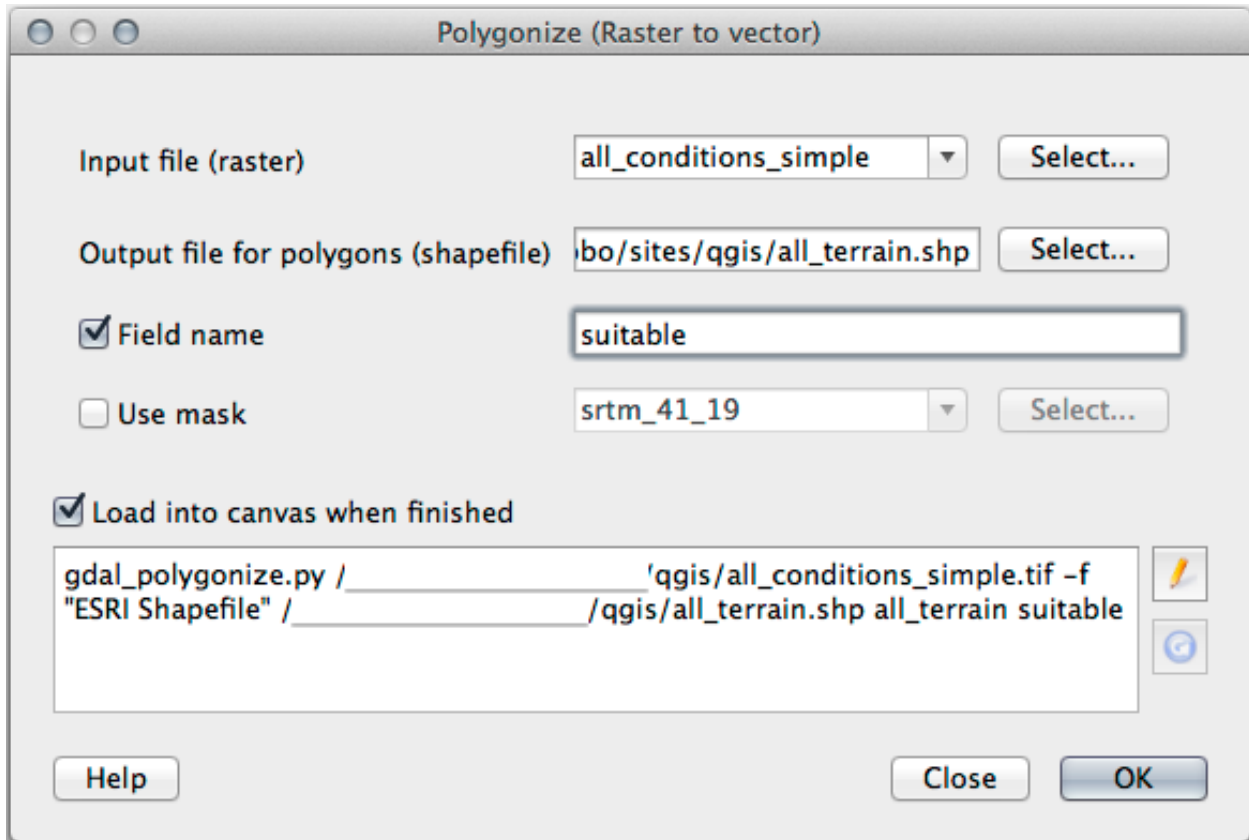 Polygonize (Raster to vector)
Input file (raster) all_conditions_simple Select...
Output file for polygons (shapefile) bo/sites/qgis/all_terrain.shp Select...
Field name suitable
Use mask srtm_41_19 Select...
Load into canvas when finished
gdal_polygonize.py /____________________/qgis/all_conditions_simple.tif -f
"ESRI Shapefile" /____________________/qgis/all_terrain.shp all_terrain suitable
Help Close OK